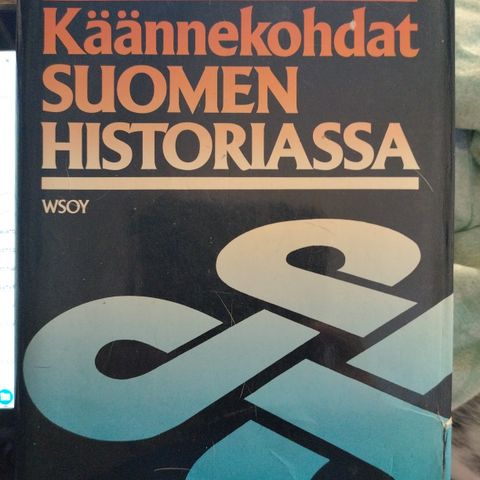 Käännekohdat
SUOMEN
HISTORIASSA
WSOY